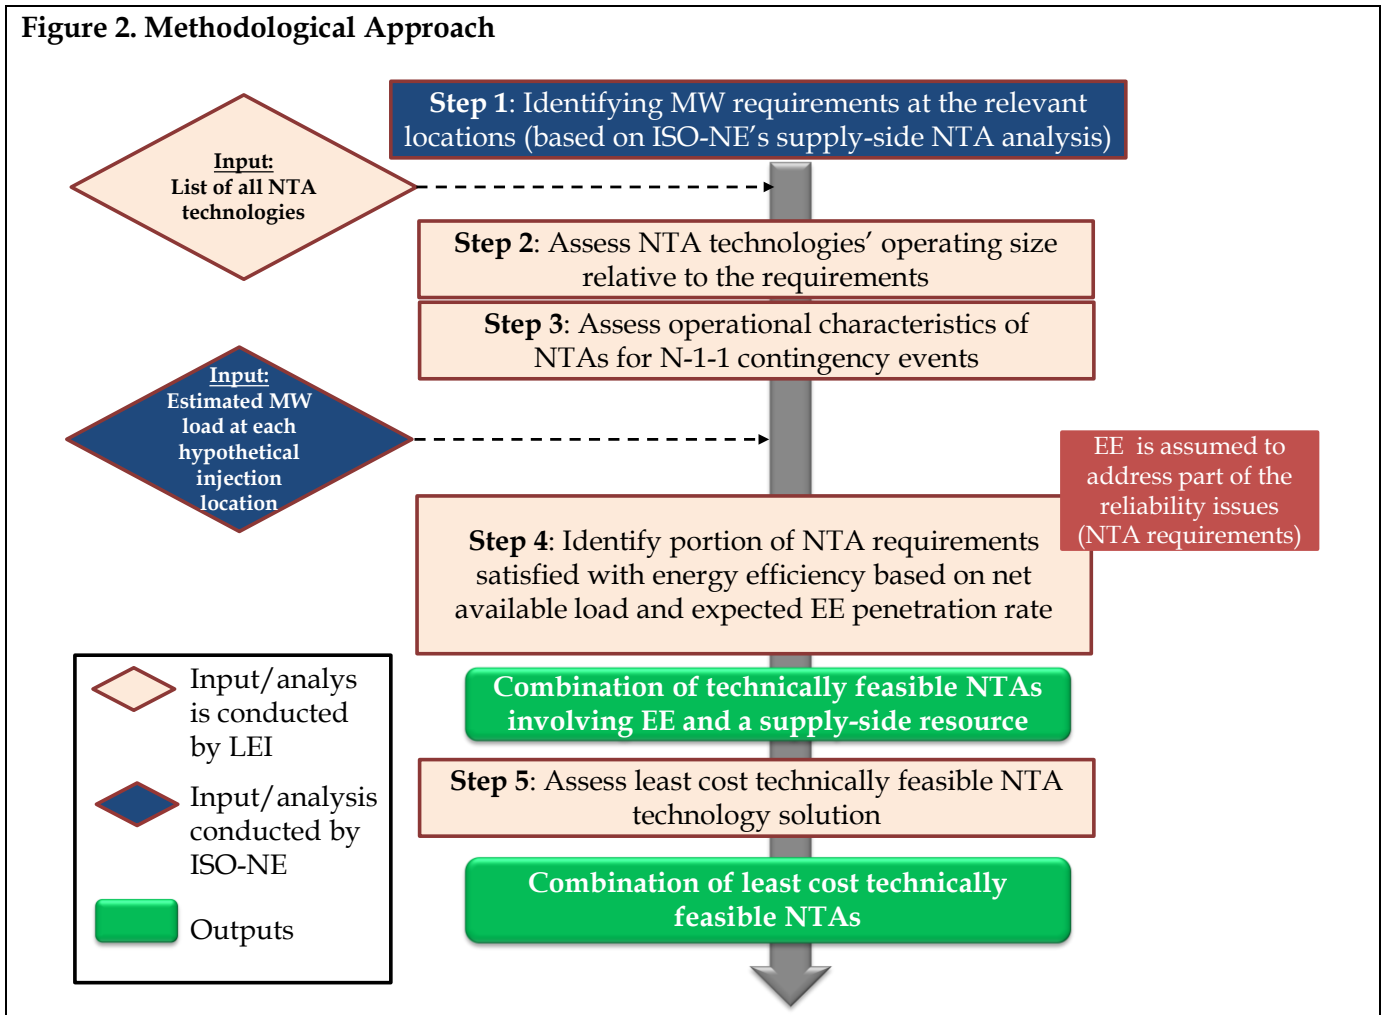 Figure 2. Methodological Approach
Step 1: Identifying MW requirements at the relevant
locations (based on ISO-NE's supply-side NTA analysis)
Input:
List of all NTA
technologies
Step 2: Assess NTA technologies' operating size
relative to the requirements
Step 3: Assess operational characteristics of
NTAs for N-1-1 contingency events
Input:
Estimated MW
load at each
hypothetical
injection
location
EE is assumed to
address part of the
reliability issues
(NTA requirements)
Step 4: Identify portion of NTA requirements
satisfied with energy efficiency based on net
available load and expected EE penetration rate
Combination of technically feasible NTAs
involving EE and a supply-side resource
Step 5: Assess least cost technically feasible NTA
technology solution
Combination of least cost technically
feasible NTAs
Input/analys
is conducted
by LEI
Input/analysis
conducted by
ISO-NE
Outputs